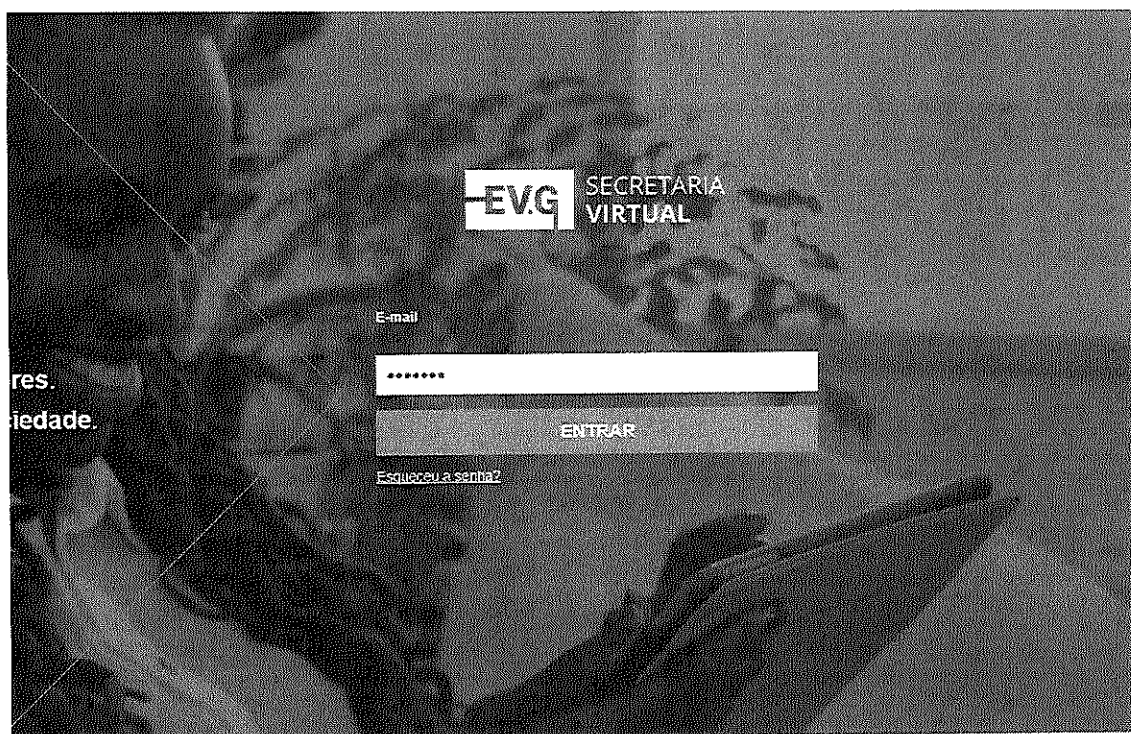 EV.G SECRETARIA
VIRTUAL
E-mail
•••••••
ENTRAR
Esqueceu a senha?
res.
iedade.